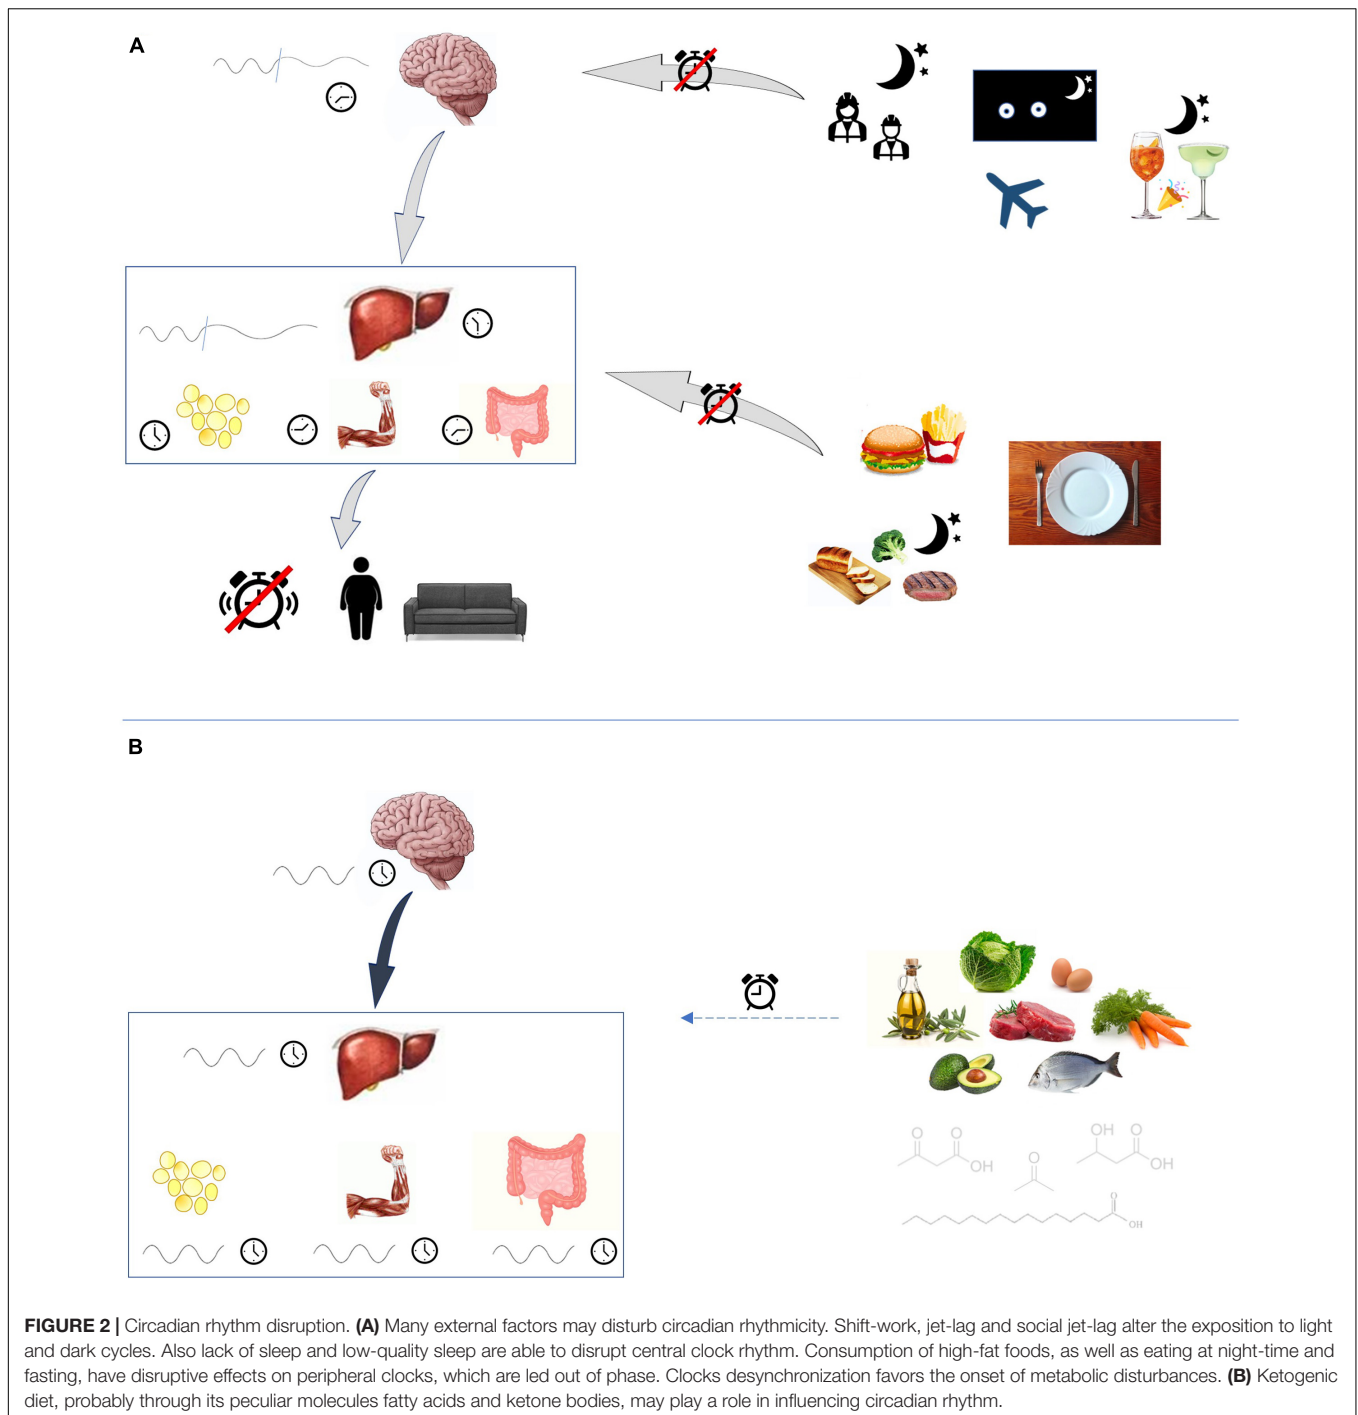 A
B
O
O
OH
OH
O
OH
O
O
OH
FIGURE 2 | Circadian rhythm disruption. (A) Many external factors may disturb circadian rhythmicity. Shift-work, jet-lag and social jet-lag alter the exposition to light
and dark cycles. Also lack of sleep and low-quality sleep are able to disrupt central clock rhythm. Consumption of high-fat foods, as well as eating at night-time and
fasting, have disruptive effects on peripheral clocks, which are led out of phase. Clocks desynchronization favors the onset of metabolic disturbances. (B) Ketogenic
diet, probably through its peculiar molecules fatty acids and ketone bodies, may play a role in influencing circadian rhythm.